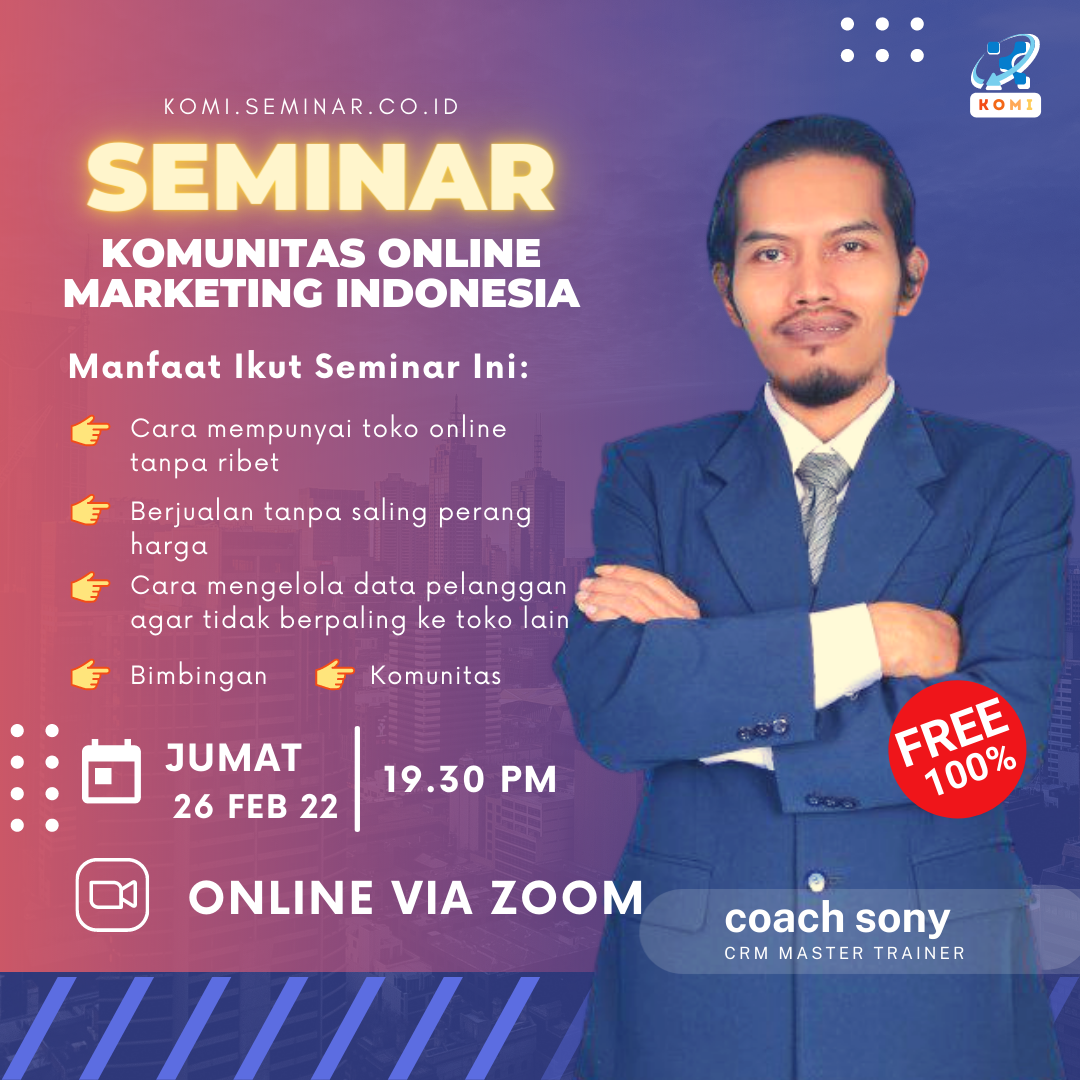 KOMI
KOMI.SEMINAR.CO.ID
SEMINAR
KOMUNITAS ONLINE
MARKETING INDONESIA
Manfaat Ikut Seminar Ini:
Cara mempunyai toko online
tanpa ribet
Berjualan tanpa saling perang
harga
Cara mengelola data pelanggan
agar tidak berpaling ke toko lain
Bimbingan
Komunitas
JUMAT
26 FEB 22
19.30 PM
FREE
100%
ONLINE VIA ZOOM
coach sony
CRM MASTER TRAINER